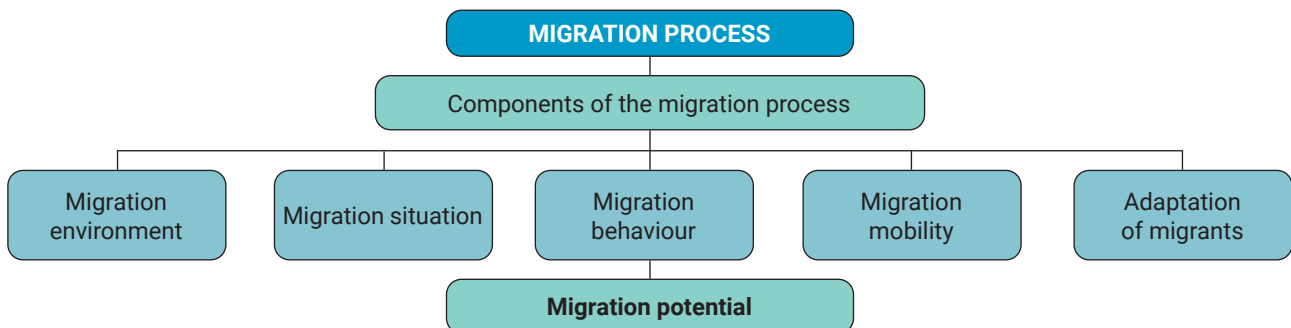 MIGRATION PROCESS
Components of the migration process
Migration
environment
Migration situation
Migration
behaviour
Migration
mobility
Adaptation
of migrants
Migration potential